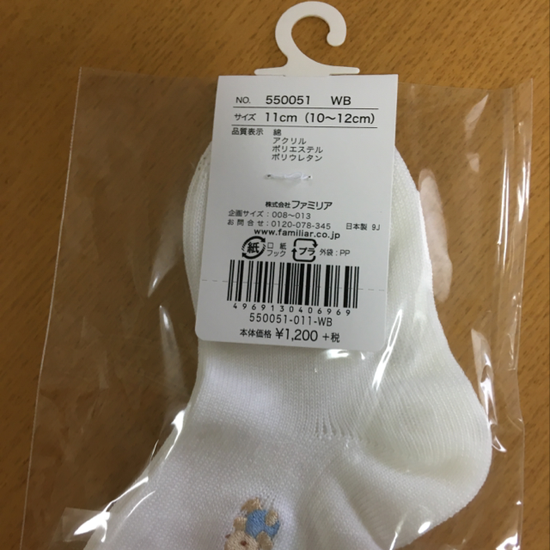 NO. 550051 WB
サイズ 11cm (10〜12cm)
品質表示 綿
アクリル
ポリエステル
ポリウレタン
株式会社ファミリア
企画サイズ：008〜013
お問合せ：0120-078-345 日本製 9J
www.familiar.co.jp
紙 口紙 フック プラ 外袋：PP
4969130406969
550051-011-WB
本体価格 ¥1,200 +税